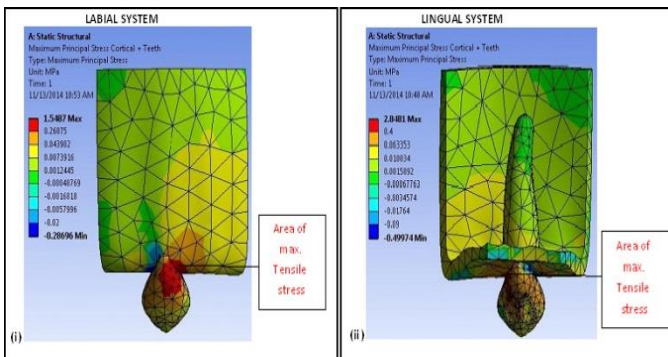 LABIAL SYSTEM
A: Static Structural
Maximum Principal Stress Cortical + Teeth
Type: Maximum Principal Stress
Unit: MPa
Time: 1
11/13/2014 10:53 AM
1.5487 Max
0.26075
0.043902
0.0073916
0.0012445
-0.00048769
-0.0016818
-0.0057996
-0.02
-0.28696 Min
Area of
max.
Tensile
stress
(i)
LINGUAL SYSTEM
A: Static Structural
Maximum Principal Stress Cortical + Teeth
Type: Maximum Principal Stress
Unit: MPa
Time: 1
11/13/2014 10:48 AM
2.0481 Max
0.4
0.063353
0.010034
0.0015892
-0.00067763
-0.0034574
-0.01764
-0.09
-0.49974 Min
Area of
max.
Tensile
stress
(ii)